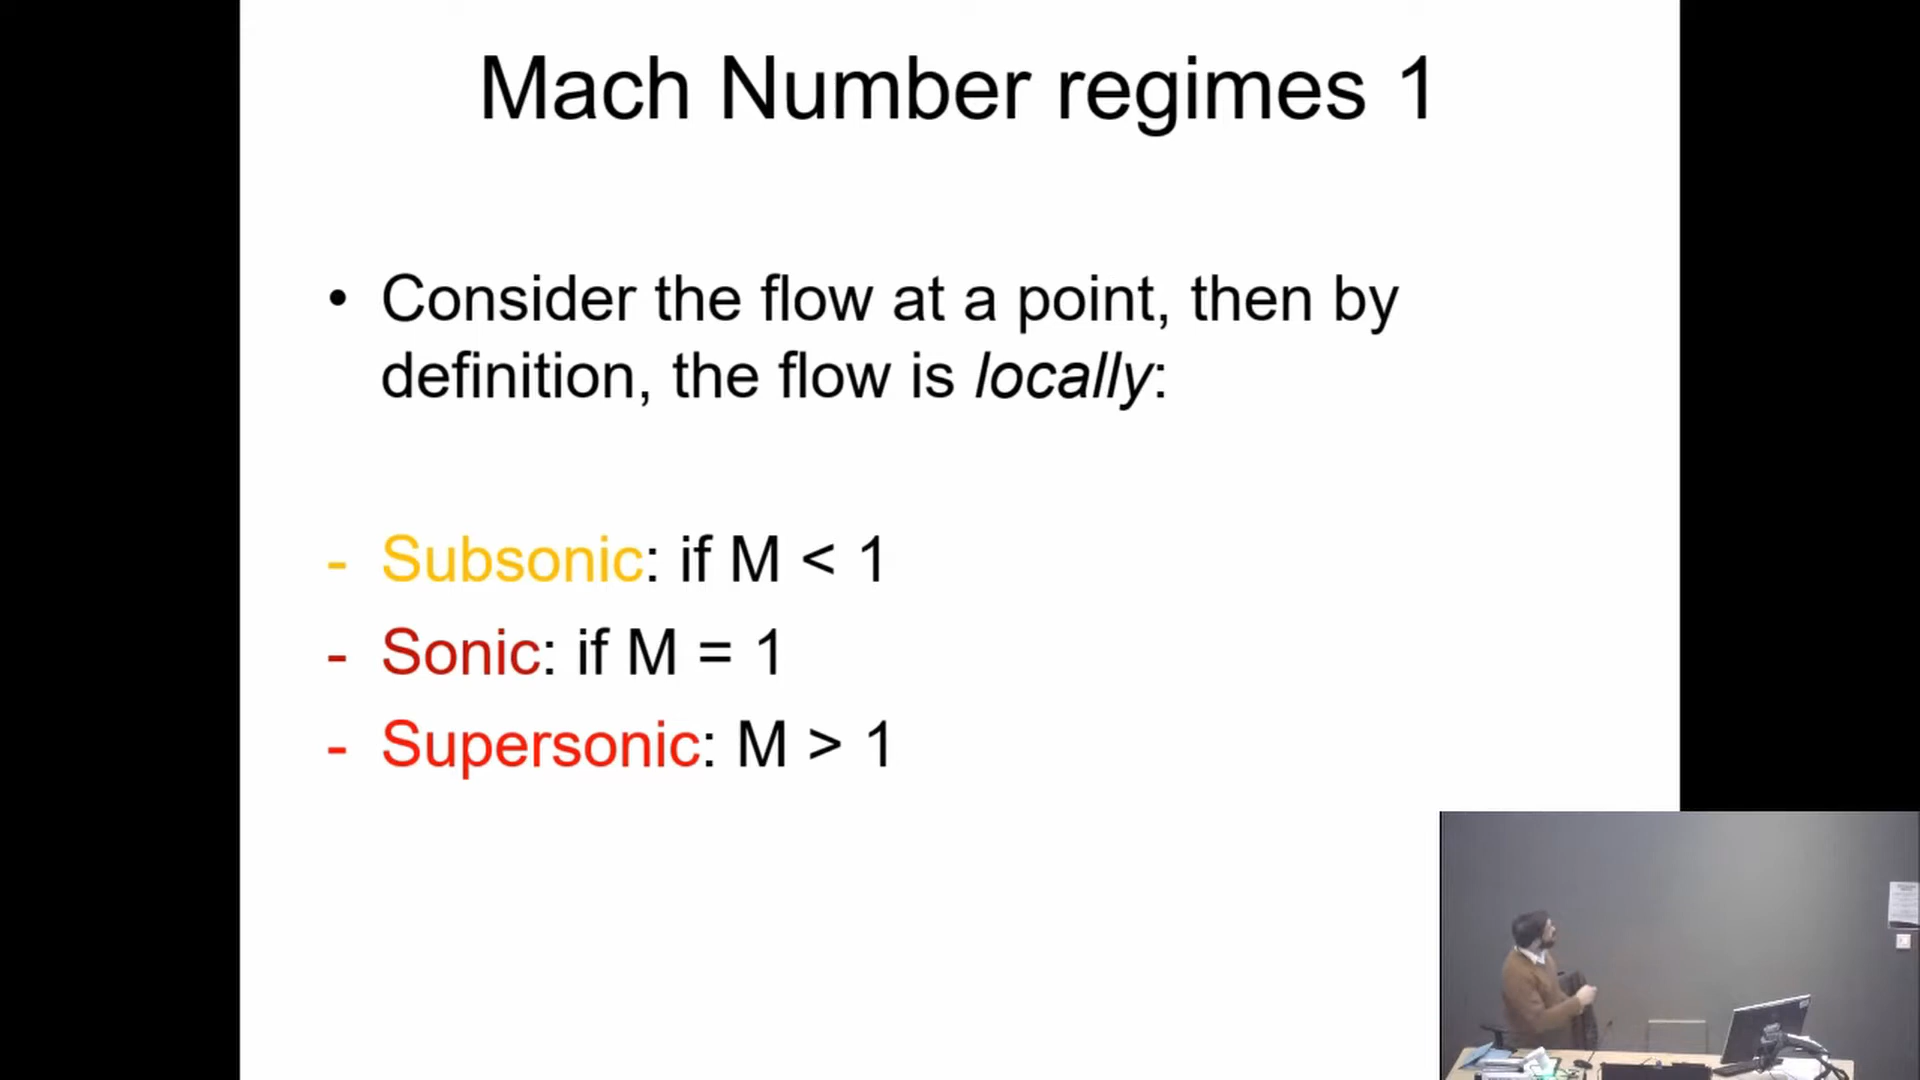 Mach Number regimes 1
• Consider the flow at a point, then by
definition, the flow is locally:
- Subsonic: if M < 1
- Sonic: if M = 1
- Supersonic: M > 1